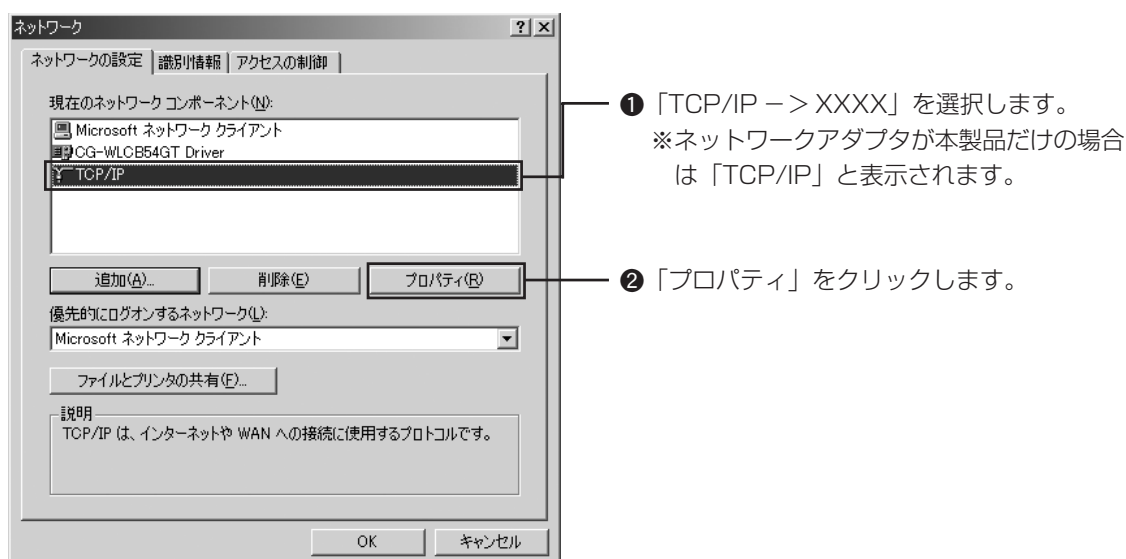 ネットワーク
ネットワークの設定 識別情報 アクセスの制御
現在のネットワーク コンポーネント(N):
Microsoft ネットワーク クライアント
CG-WLCB54GT Driver
TCP/IP
追加(A)... 削除(E) プロパティ(R)
優先的にログオンするネットワーク(L):
Microsoft ネットワーク クライアント
ファイルとプリンタの共有(F)...
説明
TCP/IP は、インターネットや WAN への接続に使用するプロトコルです。
OK キャンセル
❶「TCP/IP －> XXXX」を選択します。
※ネットワークアダプタが本製品だけの場合
は「TCP/IP」と表示されます。
❷「プロパティ」をクリックします。